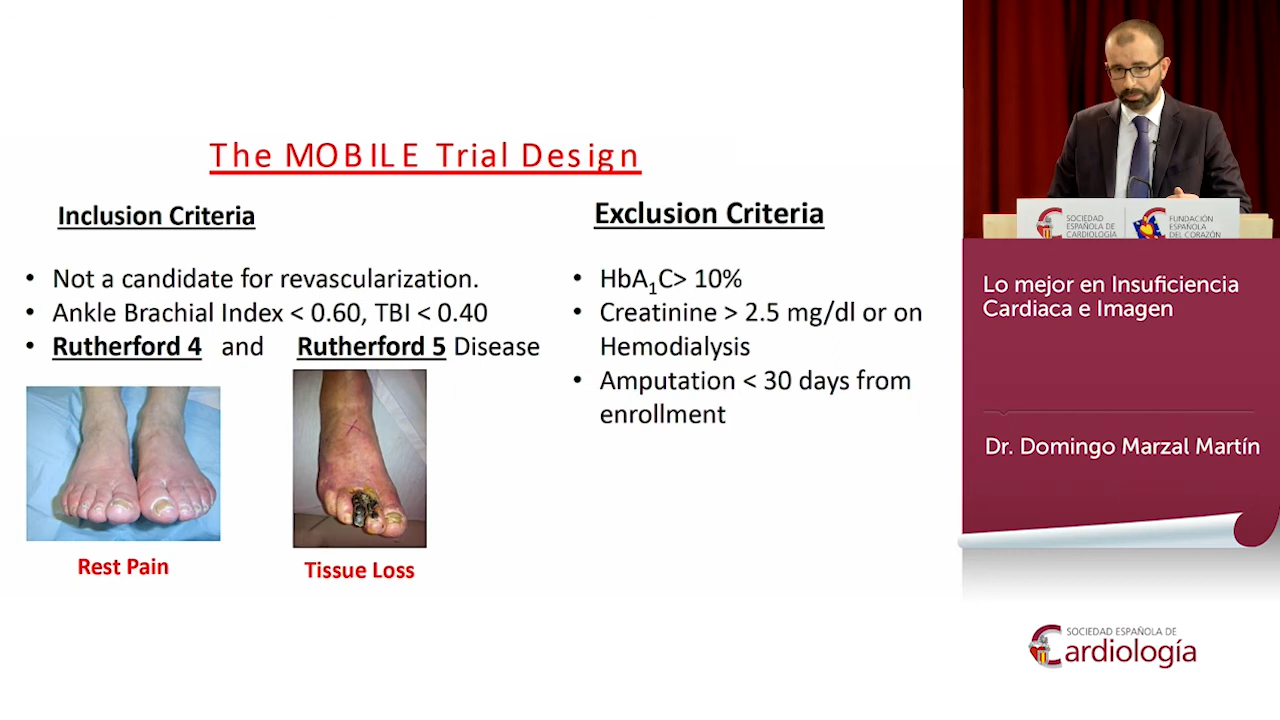 The MOBILE Trial Design
Inclusion Criteria
• Not a candidate for revascularization.
• Ankle Brachial Index < 0.60, TBI < 0.40
• Rutherford 4 and Rutherford 5 Disease
Rest Pain
Tissue Loss
Exclusion Criteria
• HbA1C> 10%
• Creatinine > 2.5 mg/dl or on
Hemodialysis
• Amputation < 30 days from
enrollment
SOCIEDAD
ESPAÑOLA DE
CARDIOLOGÍA
FUNDACIÓN
ESPAÑOLA
DEL CORAZÓN
Lo mejor en Insuficiencia
Cardiaca e Imagen
Dr. Domingo Marzal Martín
SOCIEDAD ESPAÑOLA DE
Cardiología